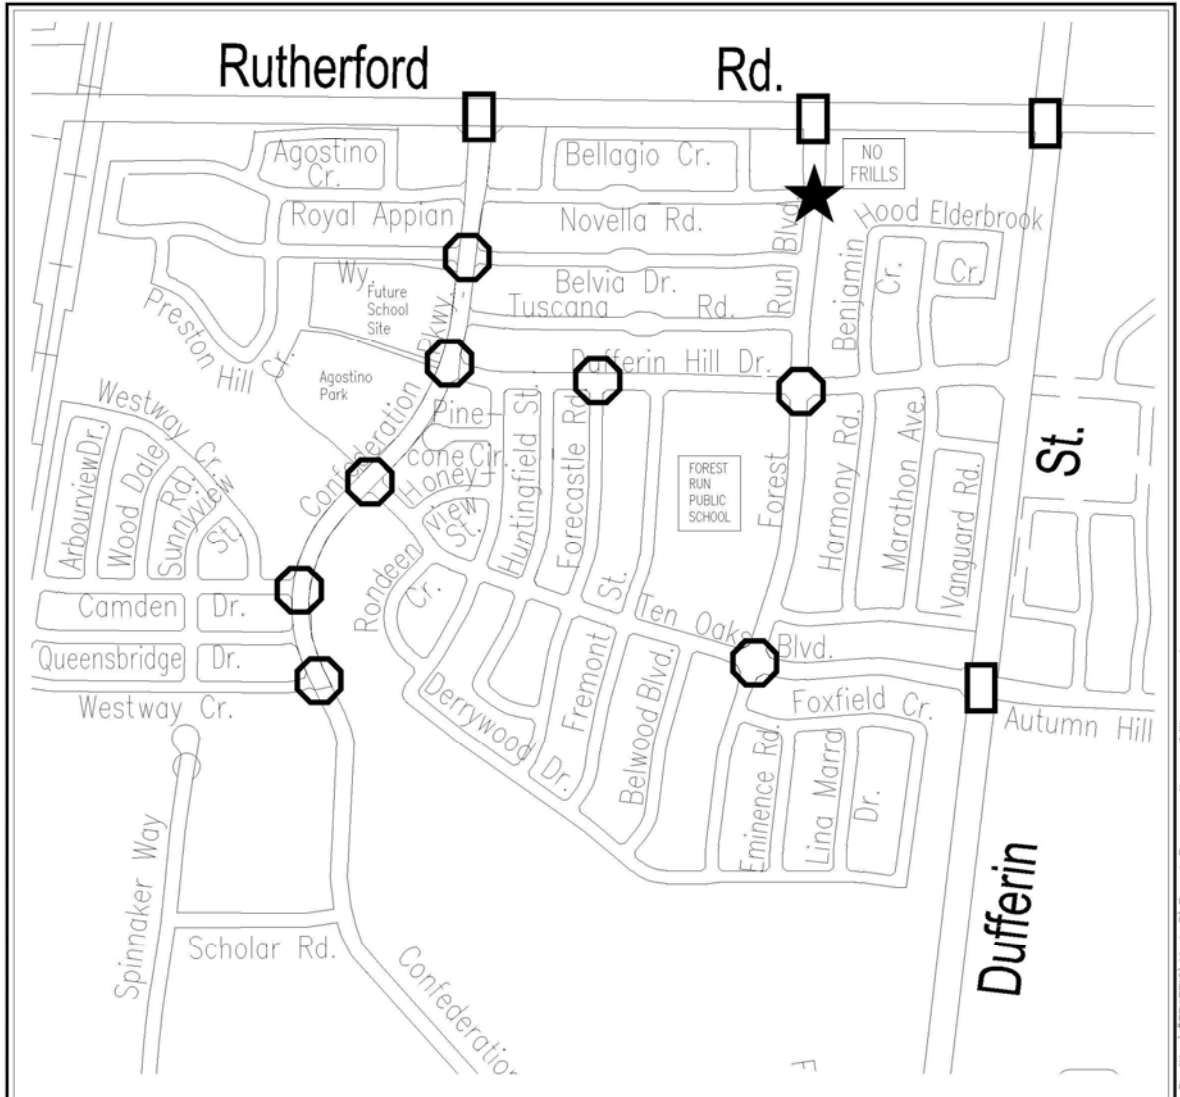 Rutherford Rd.
Agostino
Cr.
Bellagio Cr.
NO
FRILLS
Royal Appian
Novella Rd.
Hood Elderbrook
Cr.
Cr.
Wy.
Belvia Dr.
Run Blvd
Benjamin
Future
School
Site
Pkwy.
Tuscana Rd.
Preston Hill Cr.
Dufferin Hill Dr.
Agostino
Park
Confederation
Westway Cr.
Pine-
cone Cir.
Honey-
view
St.
Huntingfield St.
Forecastle Rd
St.
FOREST
RUN
PUBLIC
SCHOOL
Forest
Harmony Rd.
Marathon Ave.
Vanguard Rd.
St.
Arbourview Dr.
Wood Dale
Rd.
Sunnyview
St.
Rondeen
Cr.
Camden Dr.
Ten Oaks Blvd.
Queensbridge Dr.
Westway Cr.
Derrywood Dr.
Fremont
Belwood Blvd.
Foxfield Cr.
Autumn Hill
Eminence Rd.
Lina Marra
Dr.
Spinnaker Way
Dufferin
Scholar Rd.
Confederation